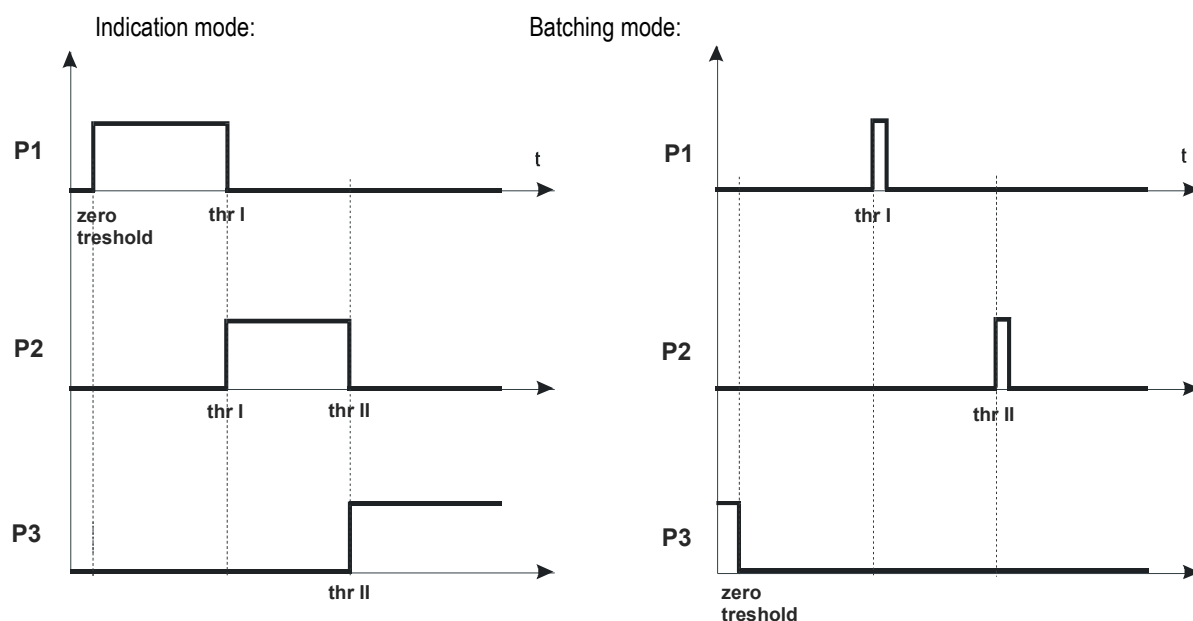 Indication mode:
P1
t
zero
treshold
thr I
P2
thr I
thr II
P3
thr II
Batching mode:
P1
t
thr I
P2
thr II
P3
zero
treshold